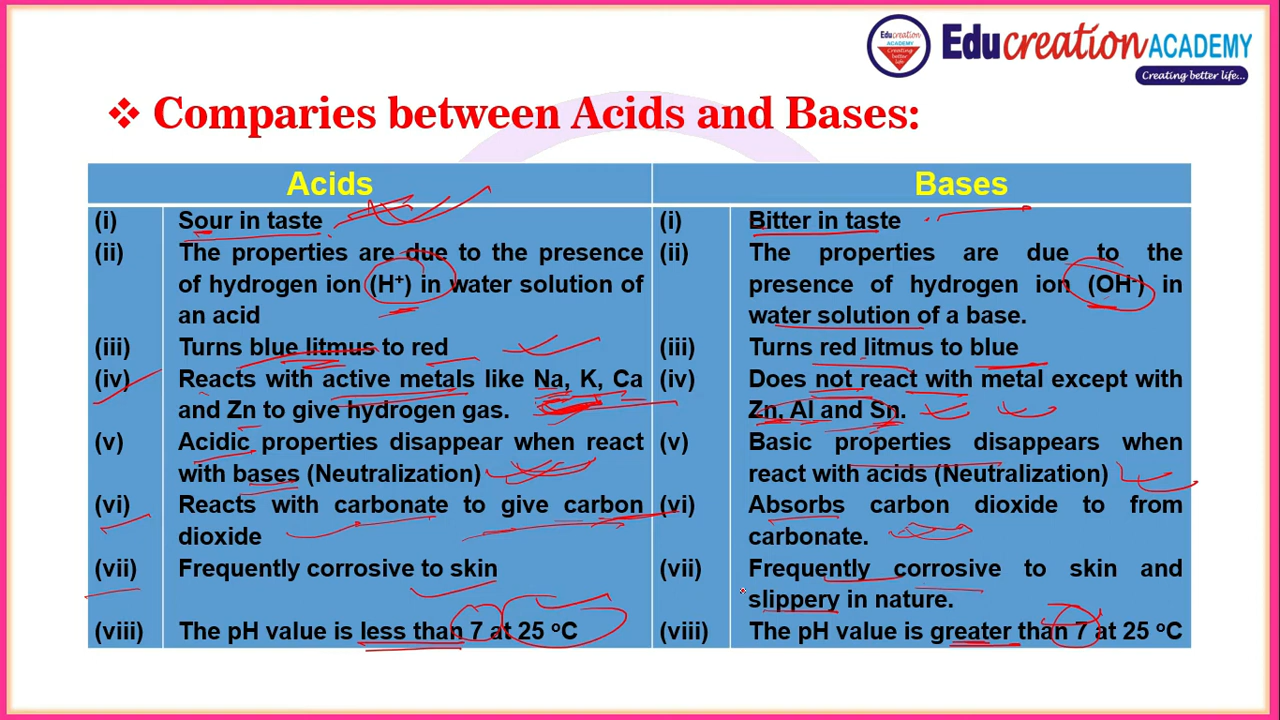 Educreation ACADEMY
Educreation
ACADEMY
Creating
better
life
Creating better life...
❖ Comparies between Acids and Bases:
Acids
Bases
(i) Sour in taste
(ii) The properties are due to the presence
of hydrogen ion (H⁺) in water solution of
an acid
(iii) Turns blue litmus to red
(iv) Reacts with active metals like Na, K, Ca
and Zn to give hydrogen gas.
(v) Acidic properties disappear when react
with bases (Neutralization)
(vi) Reacts with carbonate to give carbon
dioxide
(vii) Frequently corrosive to skin
(viii) The pH value is less than 7 at 25 ᵒC
(i) Bitter in taste
(ii) The properties are due to the
presence of hydrogen ion (OH⁻) in
water solution of a base.
(iii) Turns red litmus to blue
(iv) Does not react with metal except with
Zn, Al and Sn.
(v) Basic properties disappears when
react with acids (Neutralization)
(vi) Absorbs carbon dioxide to from
carbonate.
(vii) Frequently corrosive to skin and
slippery in nature.
(viii) The pH value is greater than 7 at 25 ᵒC